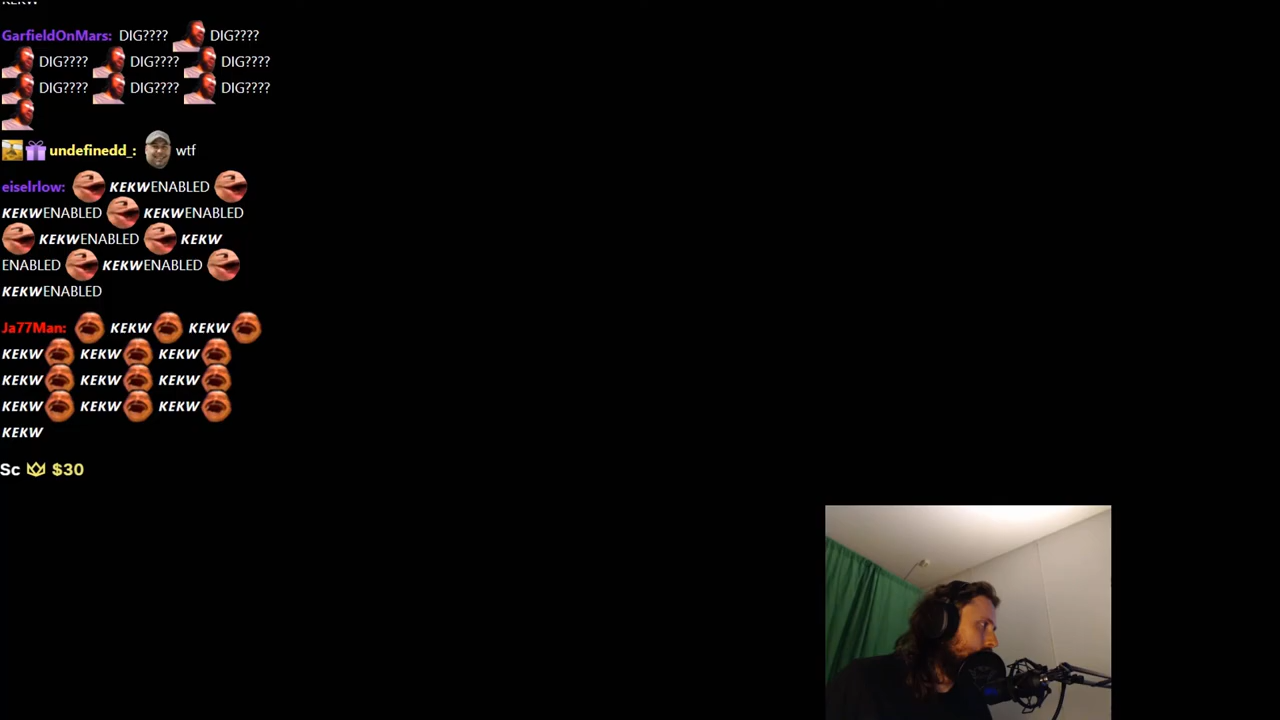 GarfieldOnMars: DIG???? DIG????
DIG???? DIG???? DIG????
DIG???? DIG???? DIG????
undefinedd_: wtf
eiselrlow: KEKWENABLED
KEKWENABLED KEKWENABLED
KEKWENABLED KEKW
ENABLED KEKWENABLED
KEKWENABLED
Ja77Man: KEKW KEKW
KEKW KEKW KEKW
KEKW KEKW KEKW
KEKW KEKW KEKW
KEKW
Sc $30